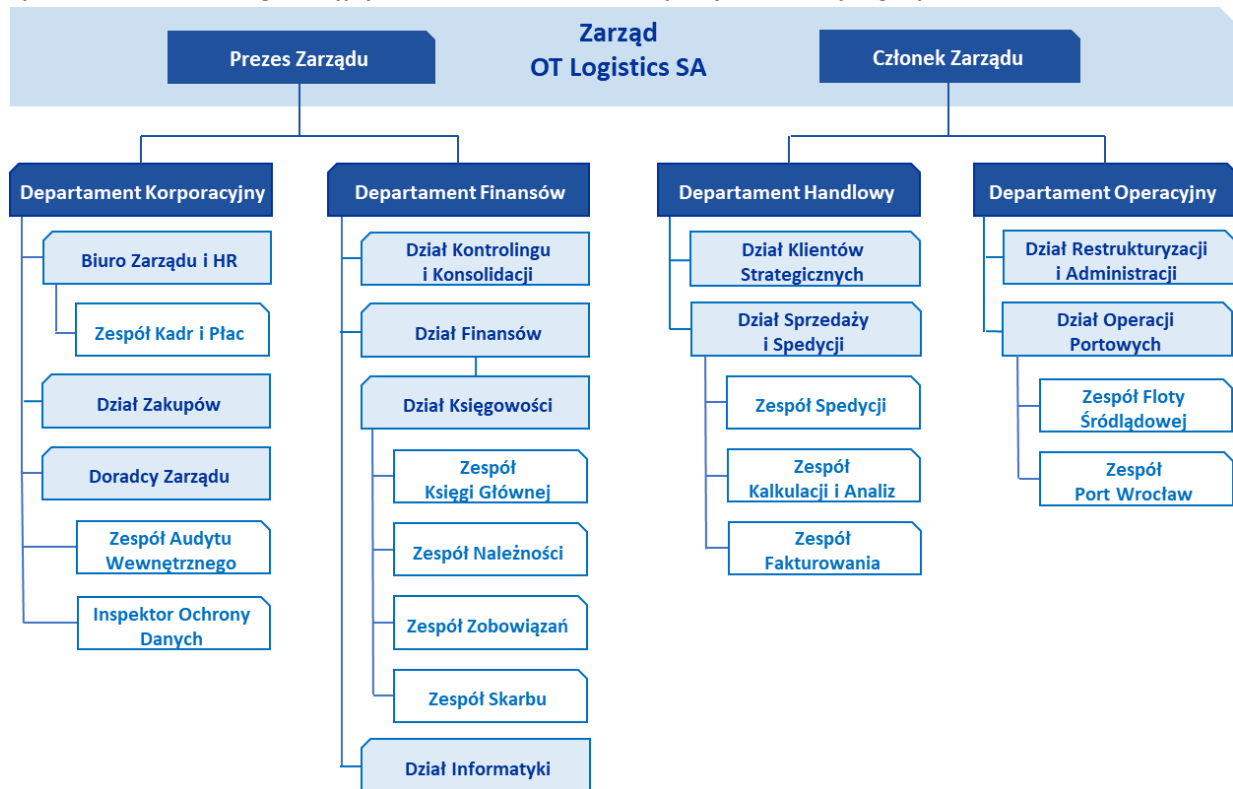 Zarząd
OT Logistics SA
Prezes Zarządu
Członek Zarządu
Departament Korporacyjny
Biuro Zarządu i HR
Zespół Kadr i Płac
Dział Zakupów
Doradcy Zarządu
Zespół Audytu
Wewnętrznego
Inspektor Ochrony
Danych
Departament Finansów
Dział Kontrolingu
i Konsolidacji
Dział Finansów
Dział Księgowości
Zespół
Księgi Głównej
Zespół Należności
Zespół Zobowiązań
Zespół Skarbu
Dział Informatyki
Departament Handlowy
Dział Klientów
Strategicznych
Dział Sprzedaży
i Spedycji
Zespół Spedycji
Zespół
Kalkulacji i Analiz
Zespół
Fakturowania
Departament Operacyjny
Dział Restrukturyzacji
i Administracji
Dział Operacji
Portowych
Zespół Floty
Śródlądowej
Zespół
Port Wrocław